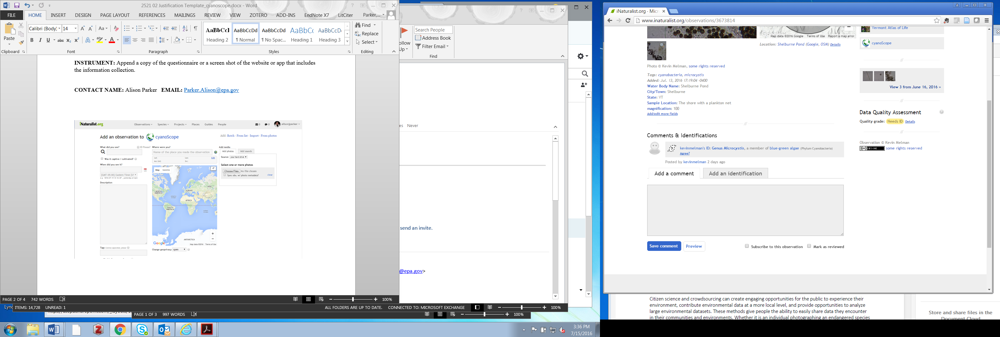 2521 02 Justification Template_cyanoscope.docx - Word
FILE HOME INSERT DESIGN PAGE LAYOUT REFERENCES MAILINGS REVIEW VIEW ZOTERO ADD-INS EndNote X7 LitCiter Parker,...
Calibri (Body) 14
Paste
Clipboard Font Paragraph Styles Editing
AaBbCcI AaBbCcDd AaBbCcDd AaBbC AaBbCcD
Heading 2 ¶ Normal ¶ No Spac... Heading 1 Heading 3
Find
Replace
Select
INSTRUMENT: Append a copy of the questionnaire or a screen shot of the website or app that includes
the information collection.
CONTACT NAME: Alison Parker EMAIL: Parker.Alison@epa.gov
iNaturalist.org Observations Species Projects Places Guides People 0 0 alisonjparker
Add an observation to cyanoScope
Add: Batch · From list · Import · From photos
What did you see? ID Please? Where were you? Add media
Name of the place you made the observation
Add photos Add sounds
Was it captive / cultivated?
Lat: Lon: Edit
Acc (m): Src:
Source: your hard drive
When did you see it?
Map Satellite
Select one or more photos
Choose Files No file chosen
Sync obs. w/ photo metadata? clear
(GMT-05:00) Eastern Time (U
Description
NORTH AMERICA
EUROPE
ASIA
Atlantic Ocean
AFRICA
SOUTH AMERICA
Indian Ocean
ANTARCTICA
Google Map data ©2016 Terms of Use
Tags Comma-separated, please
Change geoprivacy open
PAGE 2 OF 4 742 WORDS 100%
ollow
Up
Search People
Address Book
Filter Email
Find
es Never
send an invite.
@epa.gov>
Lync
ITEMS: 14,728 UNREAD: 1 ALL FOLDERS ARE UP TO DATE. CONNECTED TO: MICROSOFT EXCHANGE 100%
PAGE 1 OF 3 997 WORDS 100%
3:36 PM
7/15/2016
iNaturalist.org · Micr
www.inaturalist.org/observations/3673814
Google Map data ©2016 Google Terms of Use Report a map error
Location: Shelburne Pond (Google, OSM) Details
Photo © Kevin Melman, some rights reserved
Tags: cyanobacteria, microcystis
Added: Jul. 13, 2016 17:19:04 -0400
Water Body Name: Shelburne Pond
City/Town: Shelburne
State: VT
Sample Location: The shore with a plankton net
magnification: 100
Add/edit more fields
Comments & Identifications
kevinmelman's ID: Genus Microcystis, a member of blue-green algae (Phylum Cyanobacteria)
Agree?
Posted by kevinmelman 2 days ago
Add a comment Add an identification
Save comment Preview Subscribe to this observation Mark as reviewed
Vermont Atlas of Life
cyanoScope
View 3 from June 16, 2016 »
Data Quality Assessment
Quality grade: Needs ID Details
Observation © Kevin Melman
(cc) BY-NC some rights reserved
Citizen science and crowdsourcing can create engaging opportunities for the public to experience their
environment, contribute environmental data at a more local level, and provide opportunities to analyze
large environmental datasets. These methods give people the ability to easily share data they encounter
in their communities and environments. Whether it is an individual photographing an endangered species
Store and share files in the
Document Cloud